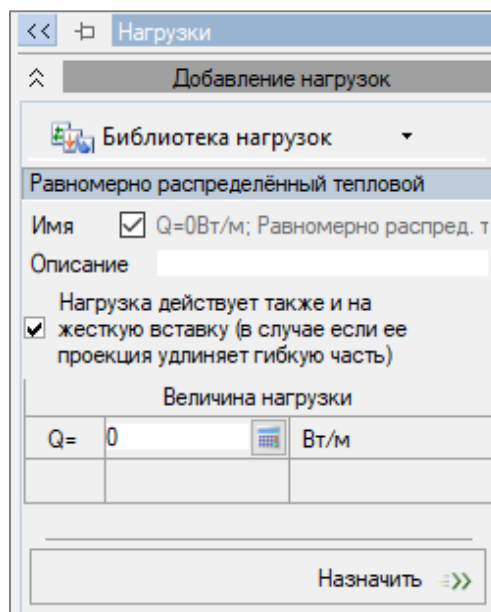 << Нагрузки
Добавление нагрузок
Библиотека нагрузок
Равномерно распределённый тепловой
Имя Q=0Вт/м; Равномерно распред. т
Описание
Нагрузка действует также и на
жесткую вставку (в случае если ее
проекция удлиняет гибкую часть)
Величина нагрузки
Q= 0 Вт/м
Назначить